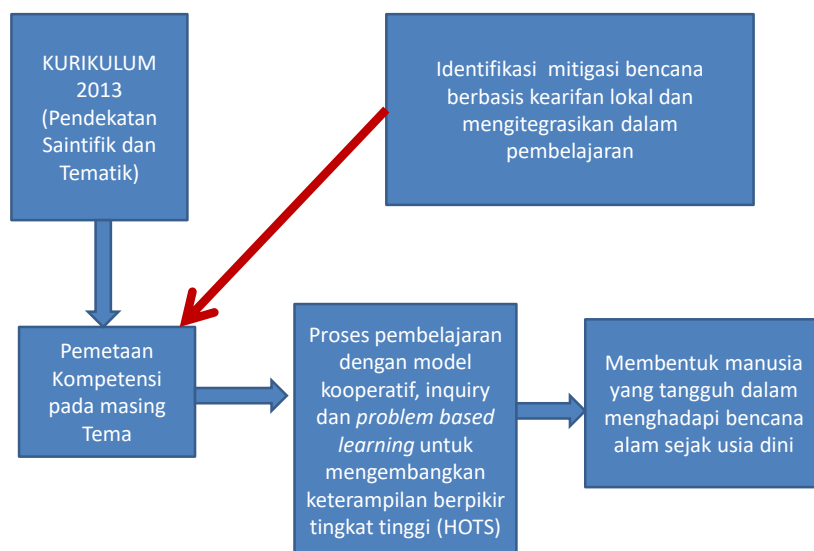 KURIKULUM
2013
(Pendekatan
Saintifik dan
Tematik)
Identifikasi mitigasi bencana
berbasis kearifan lokal dan
mengitegrasikan dalam
pembelajaran
Pemetaan
Kompetensi
pada masing
Tema
Proses pembelajaran
dengan model
kooperatif, inquiry
dan problem based
learning untuk
mengembangkan
keterampilan berpikir
tingkat tinggi (HOTS)
Membentuk manusia
yang tangguh dalam
menghadapi bencana
alam sejak usia dini